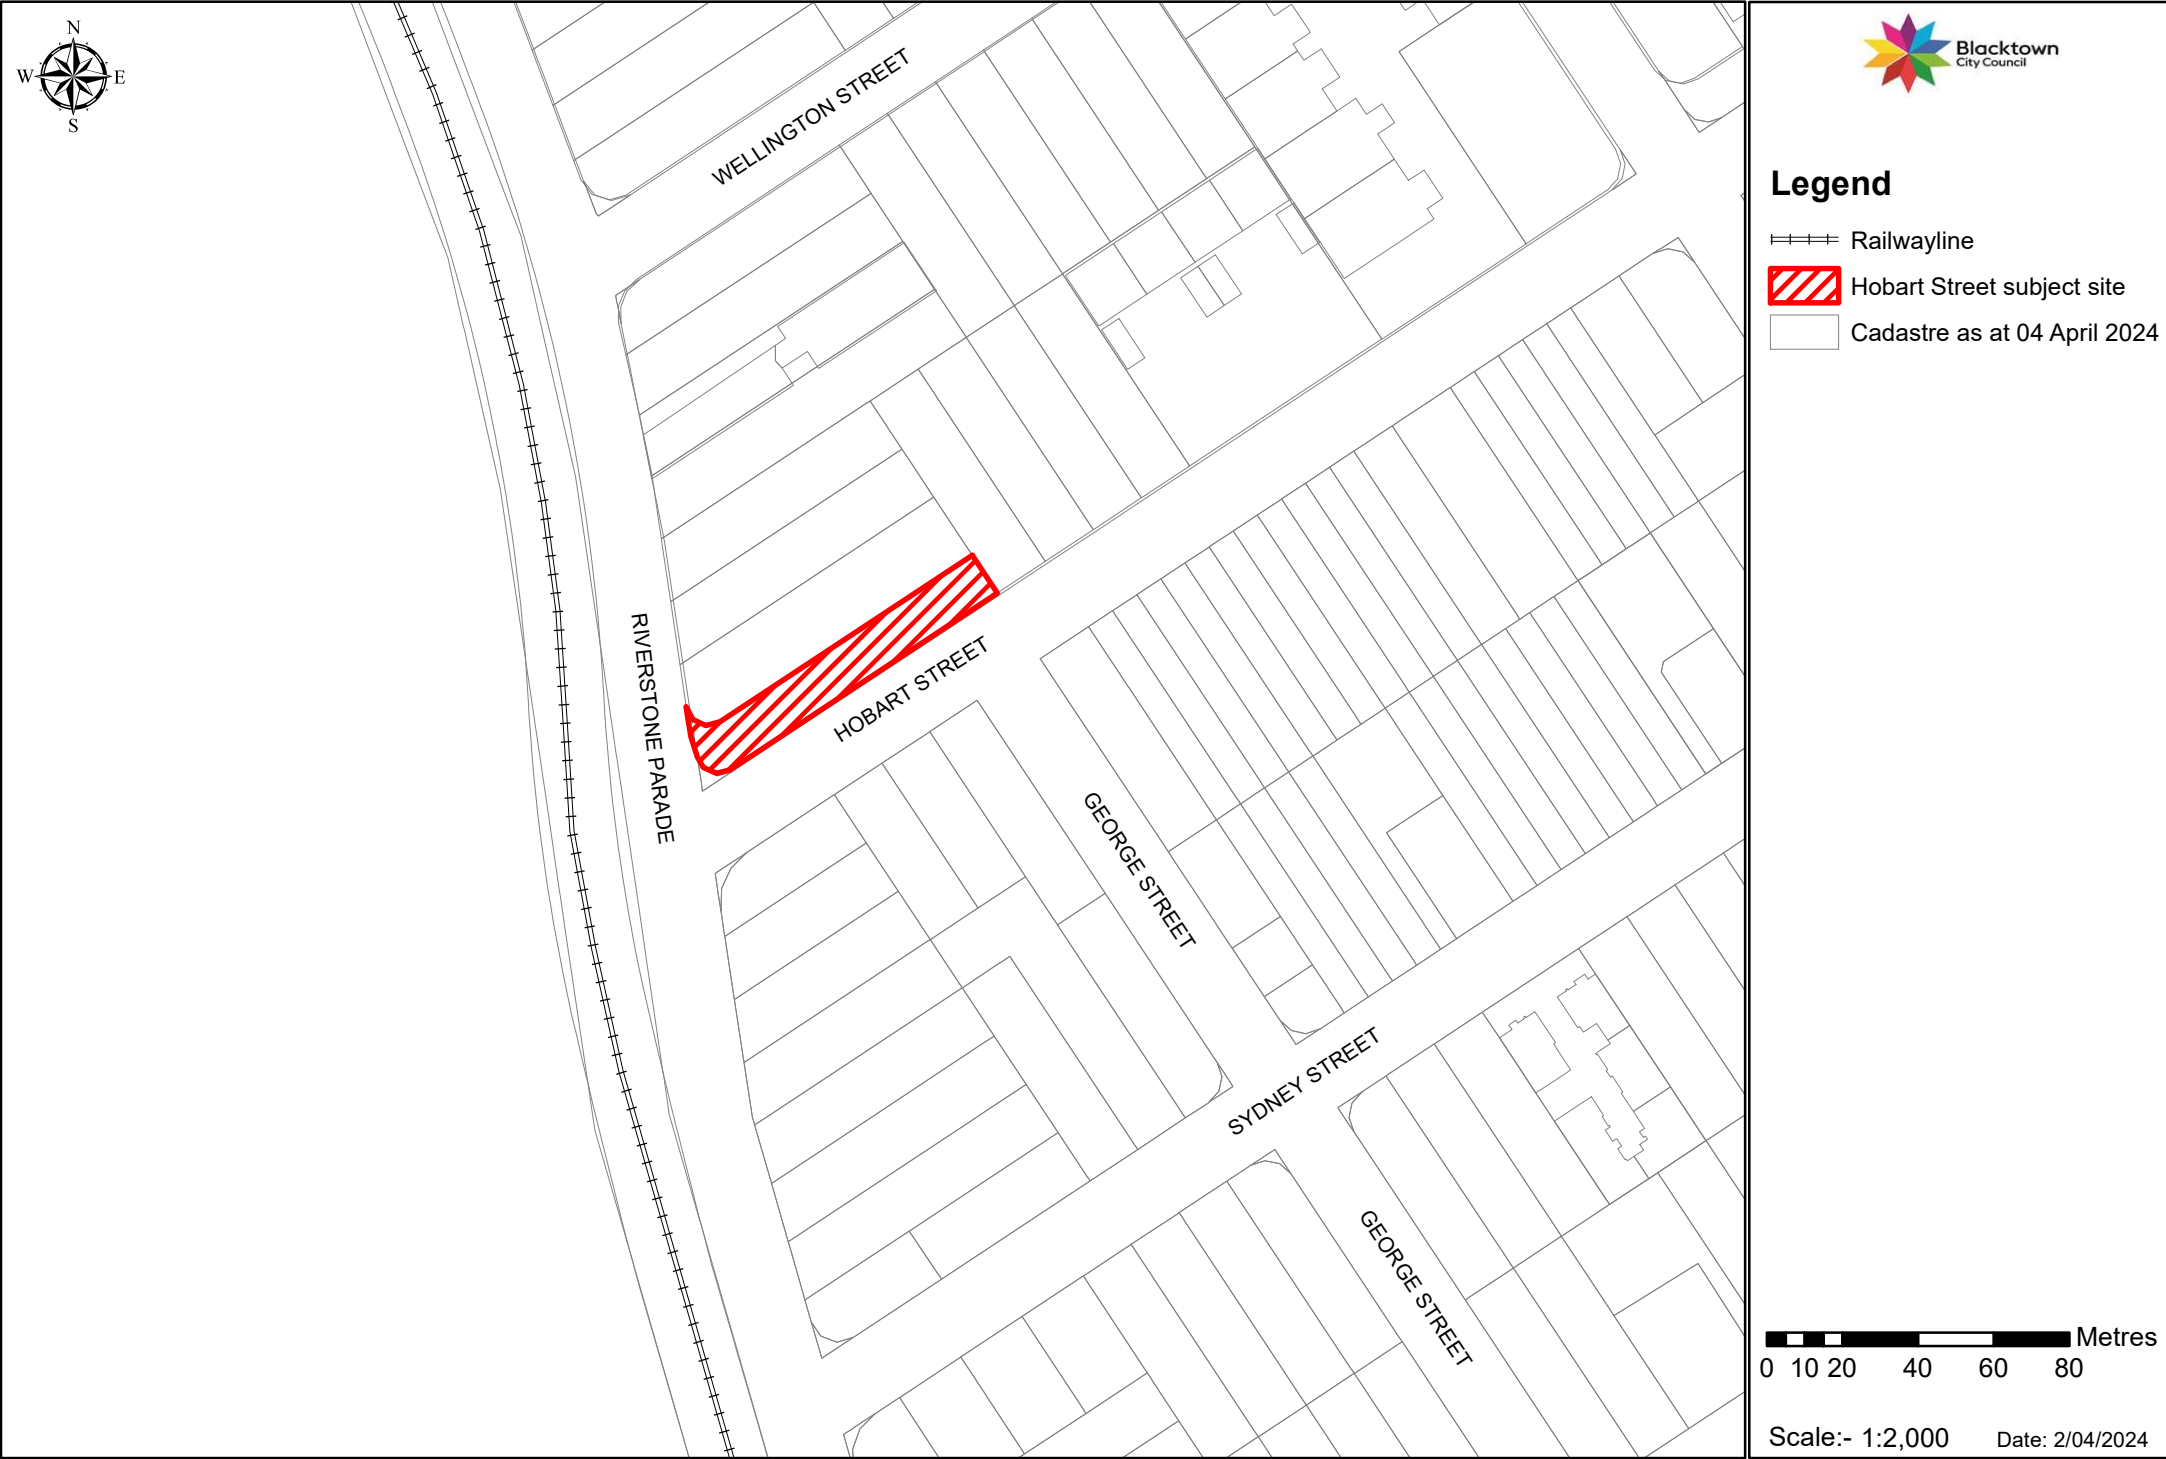 N
W E
S
WELLINGTON STREET
RIVERSTONE PARADE
HOBART STREET
GEORGE STREET
SYDNEY STREET
GEORGE STREET
Blacktown
City Council
Legend
Railwayline
Hobart Street subject site
Cadastre as at 04 April 2024
Metres
0 10 20 40 60 80
Scale:- 1:2,000 Date: 2/04/2024